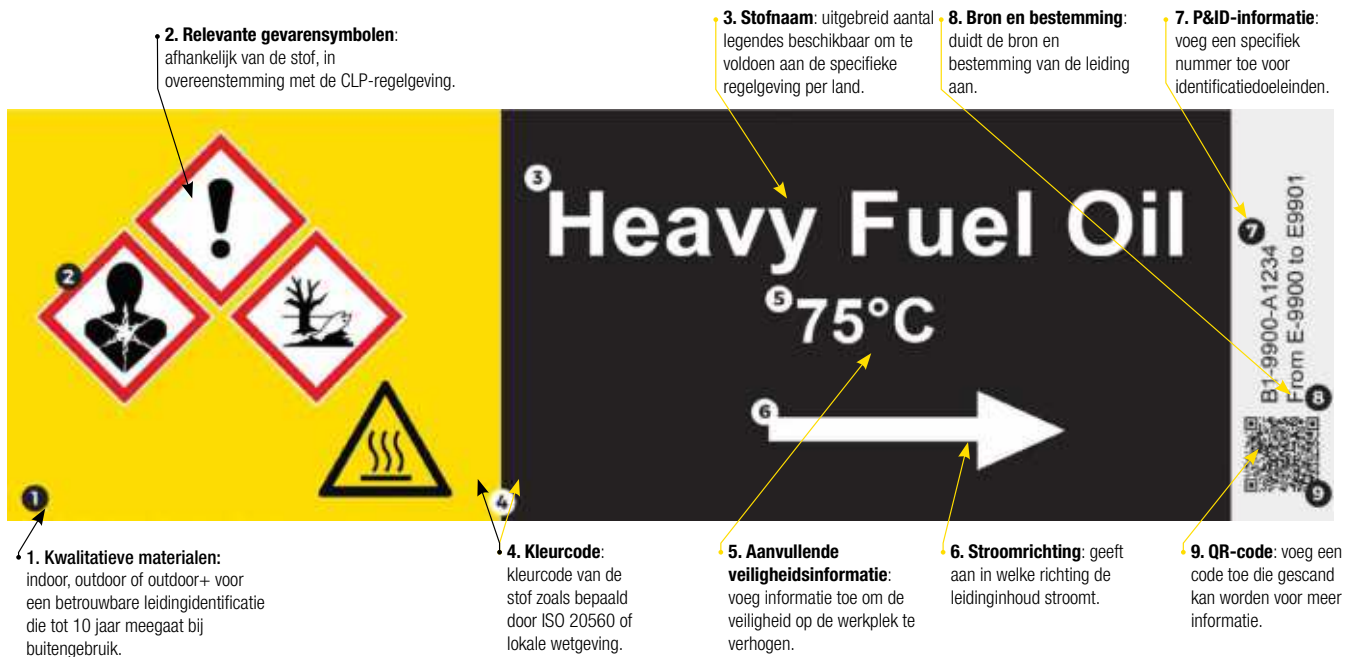 2. Relevante gevarensymbolen:
afhankelijk van de stof, in
overeenstemming met de CLP-regelgeving.
3. Stofnaam: uitgebreid aantal
legendes beschikbaar om te
voldoen aan de specifieke
regelgeving per land.
8. Bron en bestemming:
duidt de bron en
bestemming van de leiding
aan.
7. P&ID-informatie:
voeg een specifiek
nummer toe voor
identificatiedoeleinden.
2
1
3
Heavy Fuel Oil
5
75°C
6
4
7
B1-9900-A1234
From E-9900 to E9901
8
9
1. Kwalitatieve materialen:
indoor, outdoor of outdoor+ voor
een betrouwbare leidingidentificatie
die tot 10 jaar meegaat bij
buitengebruik.
4. Kleurcode:
kleurcode van de
stof zoals bepaald
door ISO 20560 of
lokale wetgeving.
5. Aanvullende
veiligheidsinformatie:
voeg informatie toe om de
veiligheid op de werkplek te
verhogen.
6. Stroomrichting: geeft
aan in welke richting de
leidinginhoud stroomt.
9. QR-code: voeg een
code toe die gescand
kan worden voor meer
informatie.